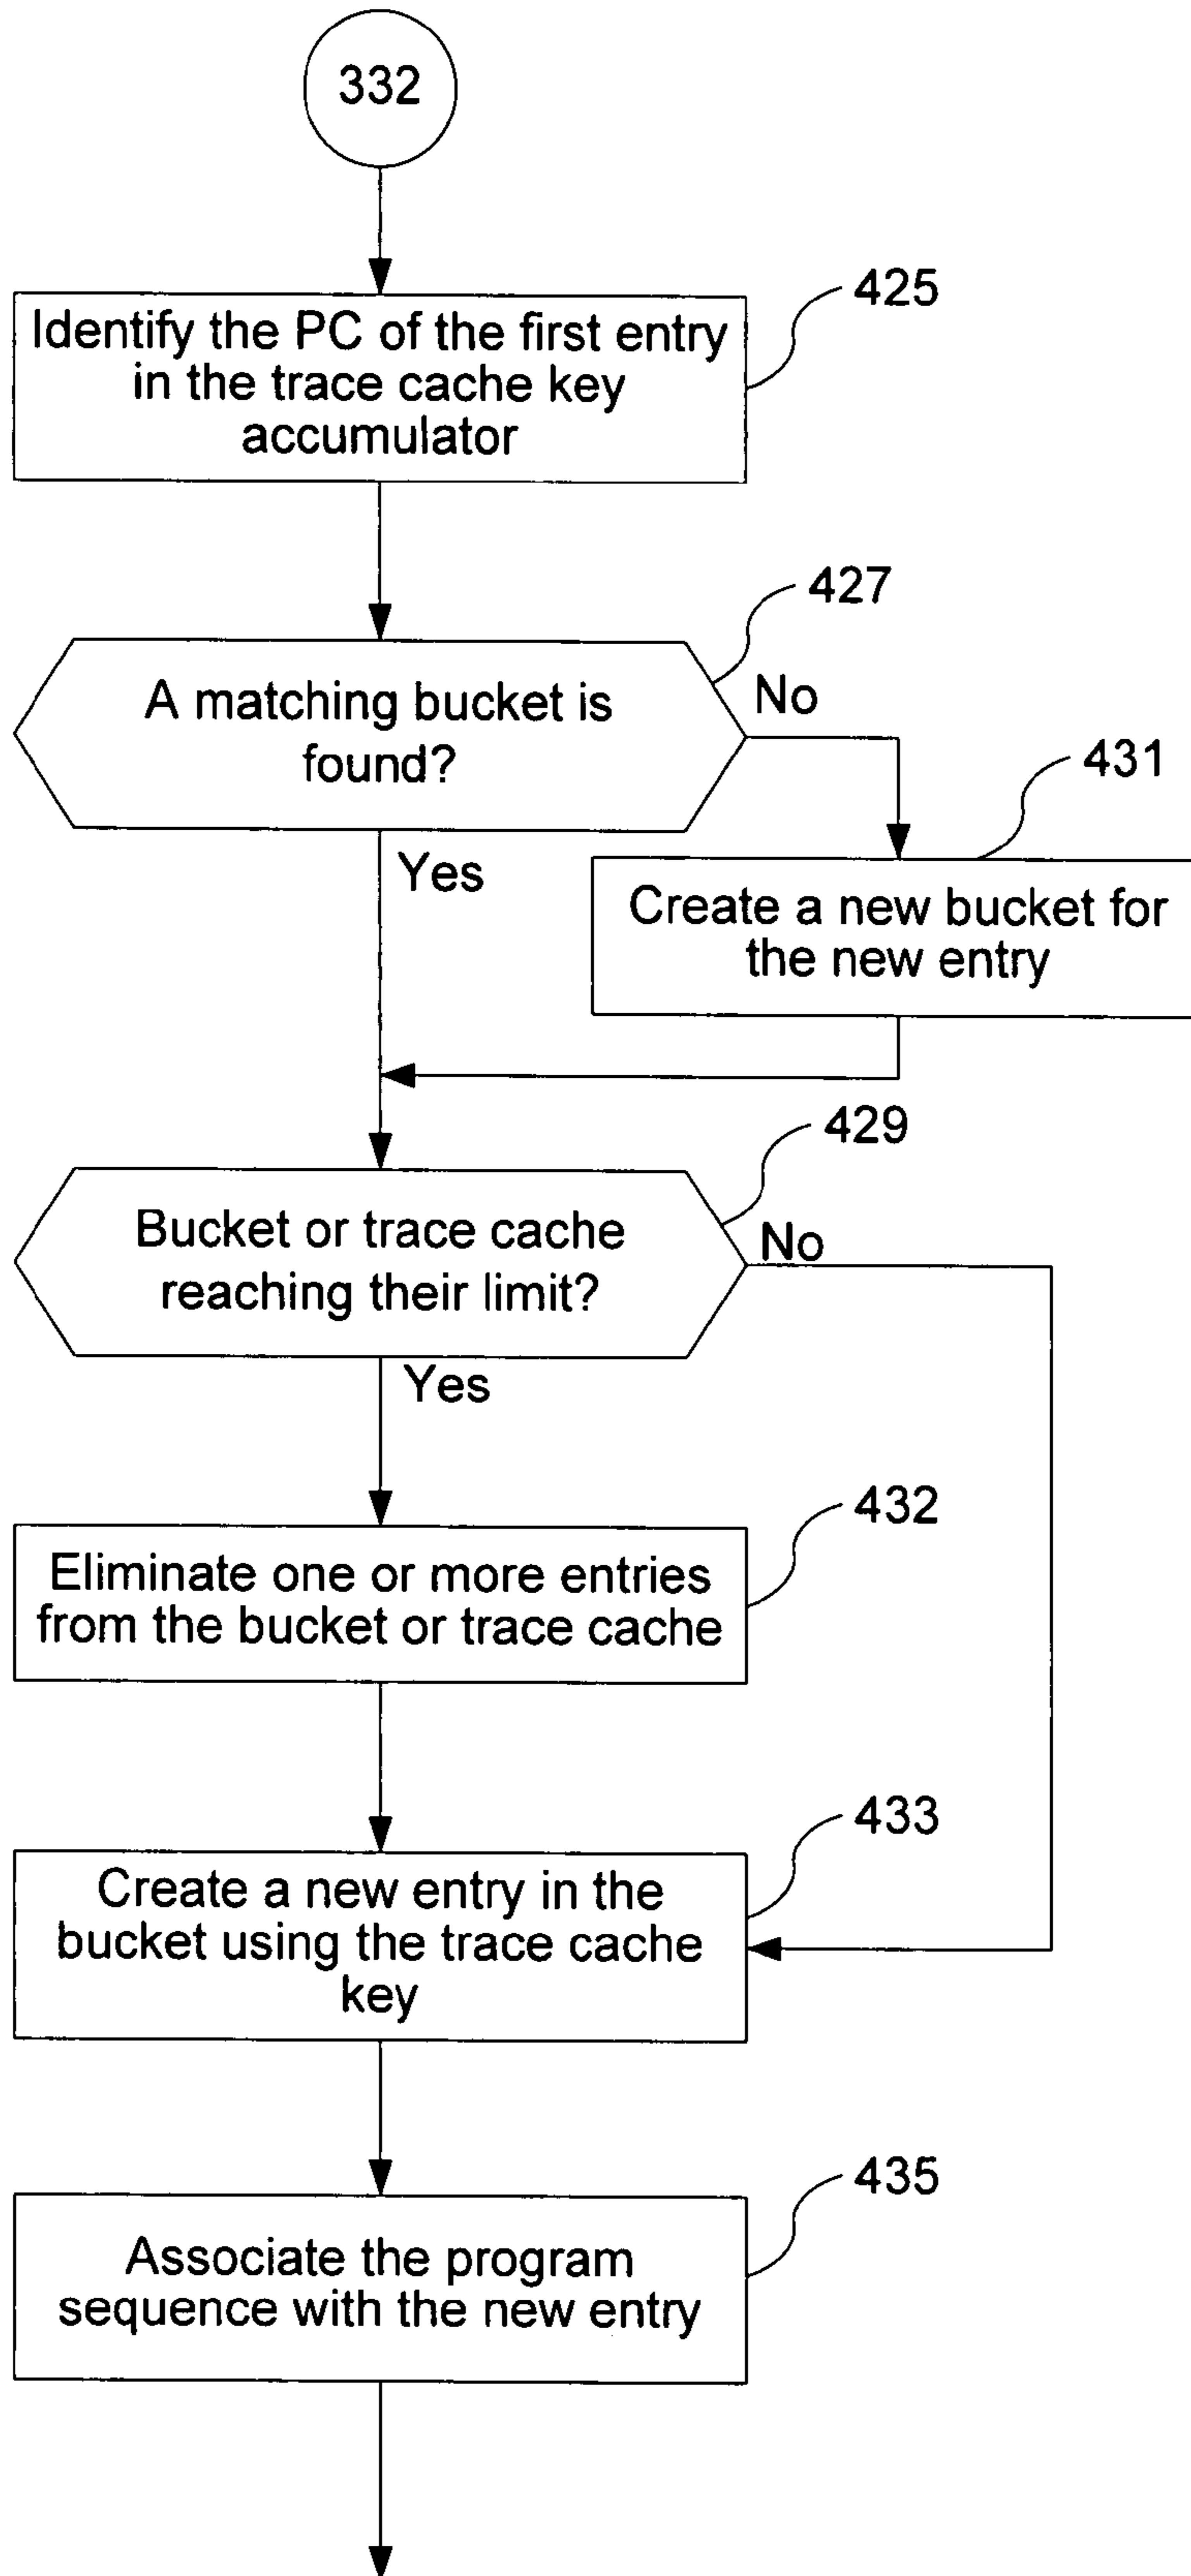 332
425
Identify the PC of the first entry
in the trace cache key
accumulator
427
A matching bucket is
found?
No
431
Yes
Create a new bucket for
the new entry
429
Bucket or trace cache
reaching their limit?
No
Yes
432
Eliminate one or more entries
from the bucket or trace cache
433
Create a new entry in the
bucket using the trace cache
key
435
Associate the program
sequence with the new entry